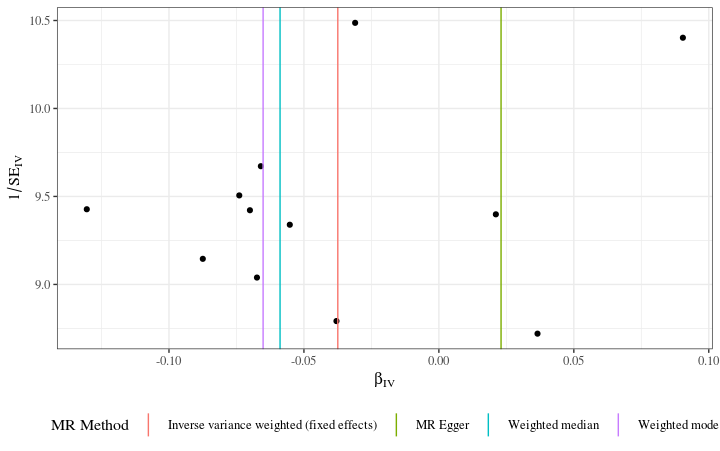 10.5
10.0
9.5
9.0
1/SE_IV
-0.10 -0.05 0.00 0.05 0.10
β_IV
MR Method Inverse variance weighted (fixed effects) MR Egger Weighted median Weighted mode